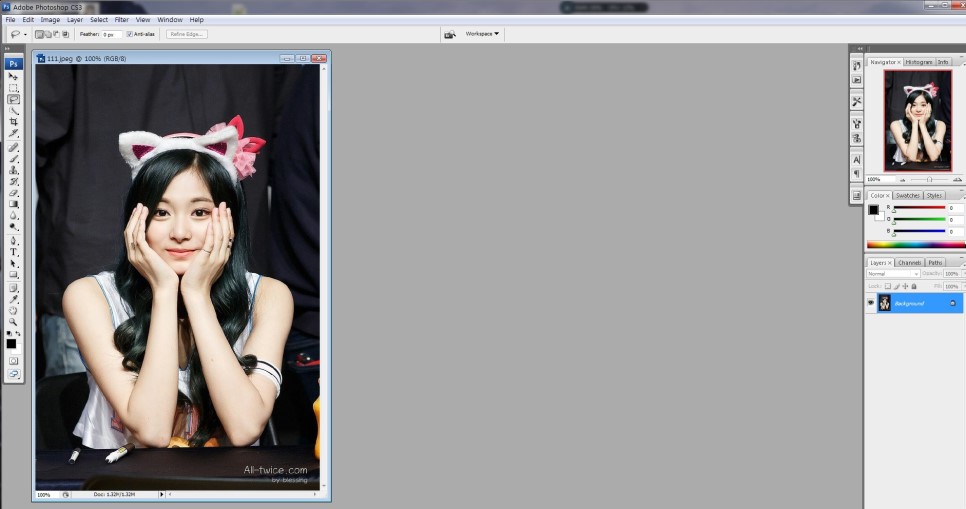 Adobe Photoshop CS3
File Edit Image Layer Select Filter View Window Help
Feather: 0 px Anti-alias Refine Edge... Workspace
111.jpeg @ 100% (RGB/8)
Navigator x Histogram Info
100%
Color x Swatches Styles
R 0
G 0
B 0
Layers x Channels Paths
Normal Opacity: 100%
Lock: Fill: 100%
Background
All-twice.com
by blessing
100% Doc: 1.32M/1.32M